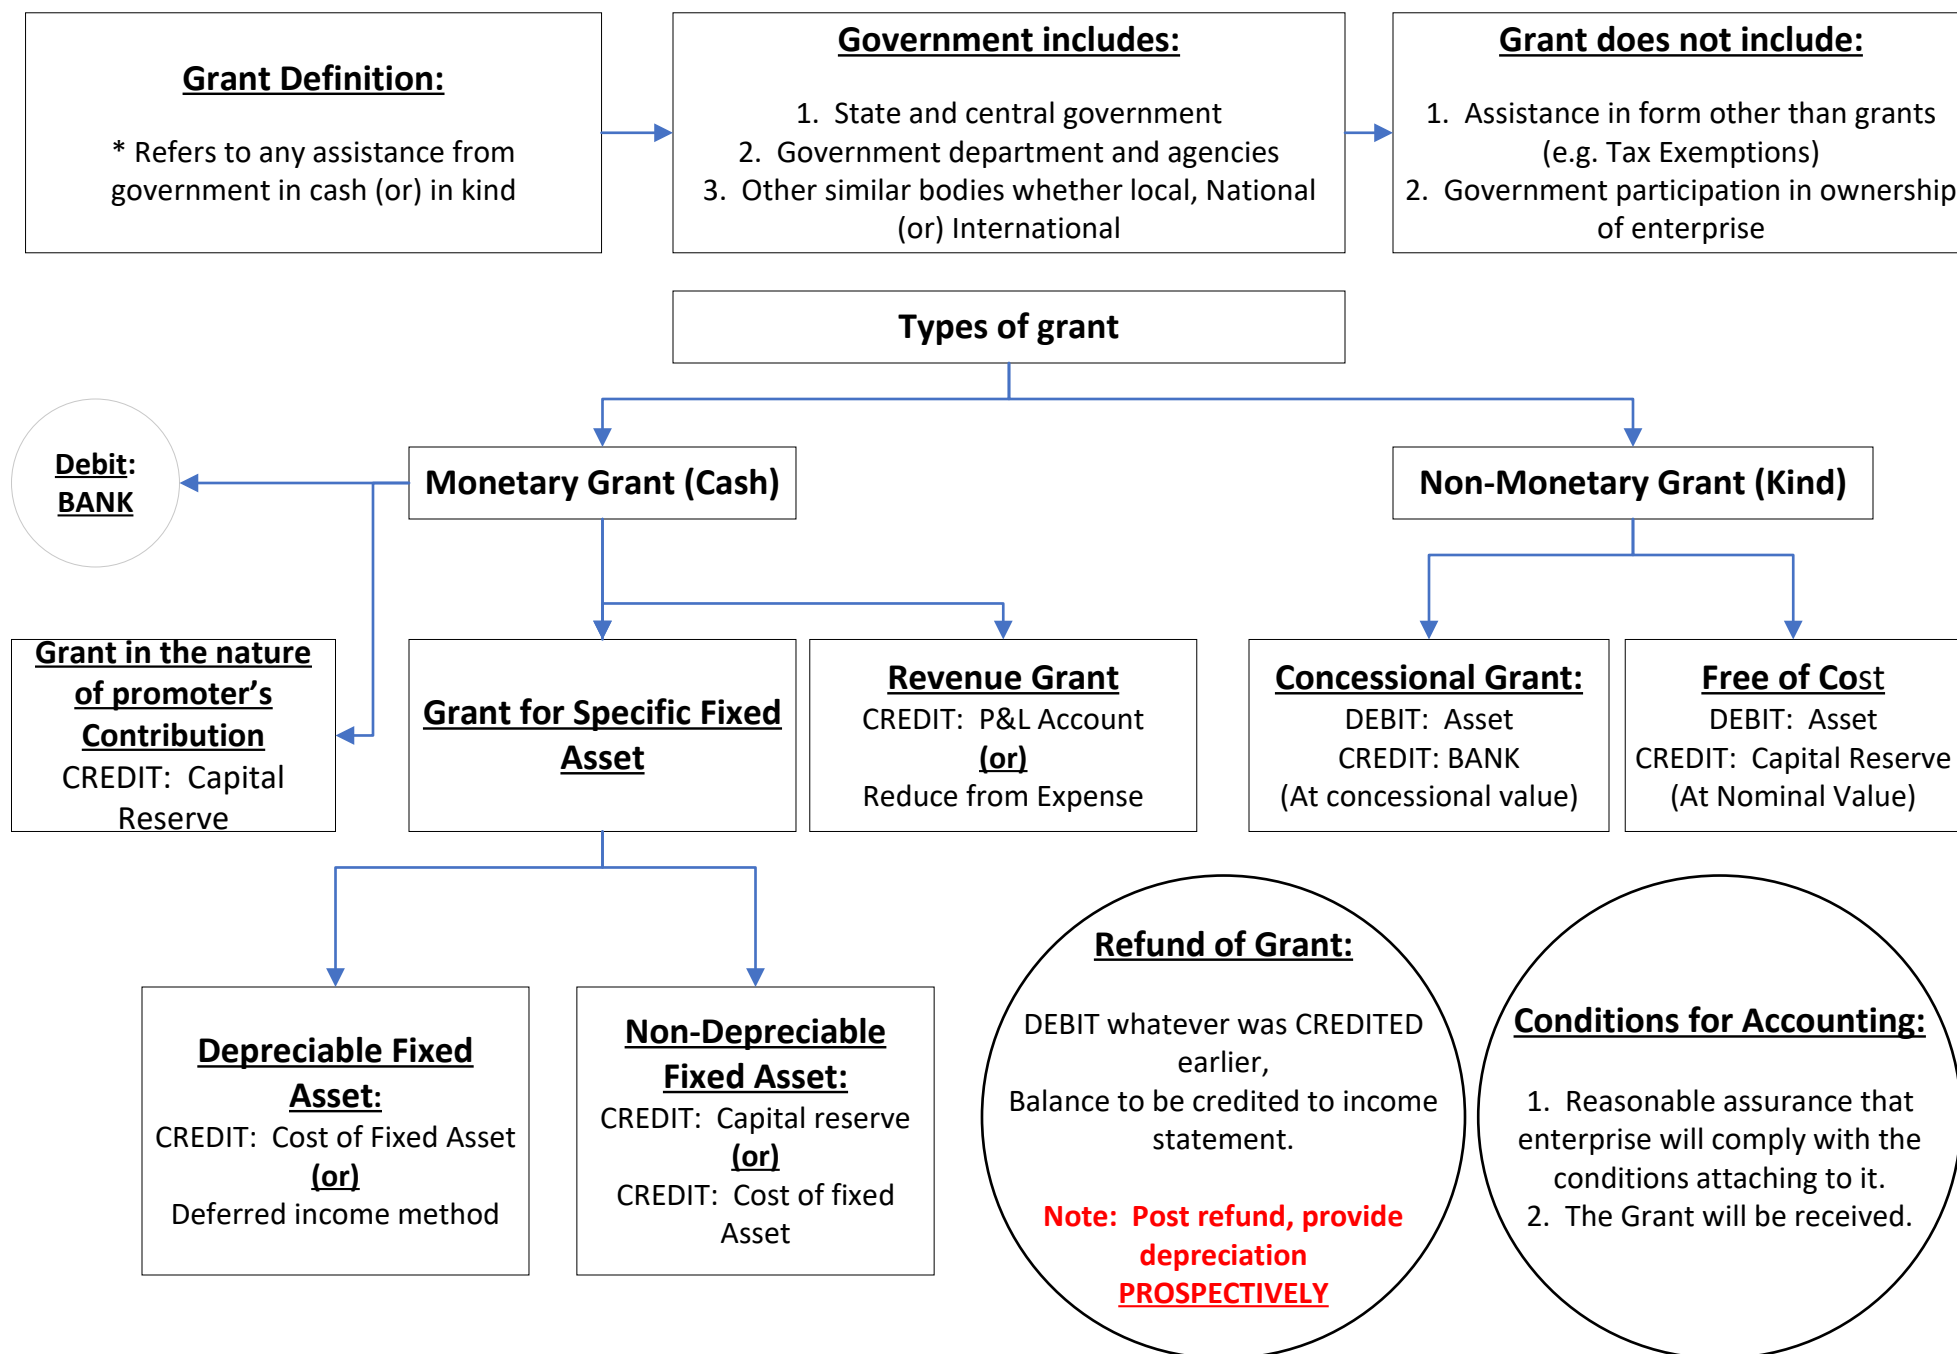 Grant Definition:
* Refers to any assistance from
government in cash (or) in kind
Government includes:
1. State and central government
2. Government department and agencies
3. Other similar bodies whether local, National
(or) International
Grant does not include:
1. Assistance in form other than grants
(e.g. Tax Exemptions)
2. Government participation in ownership
of enterprise
Types of grant
Debit:
BANK
Monetary Grant (Cash)
Non-Monetary Grant (Kind)
Grant in the nature
of promoter’s
Contribution
CREDIT: Capital
Reserve
Grant for Specific Fixed
Asset
Revenue Grant
CREDIT: P&L Account
(or)
Reduce from Expense
Concessional Grant:
DEBIT: Asset
CREDIT: BANK
(At concessional value)
Free of Cost
DEBIT: Asset
CREDIT: Capital Reserve
(At Nominal Value)
Depreciable Fixed
Asset:
CREDIT: Cost of Fixed Asset
(or)
Deferred income method
Non-Depreciable
Fixed Asset:
CREDIT: Capital reserve
(or)
CREDIT: Cost of fixed
Asset
Refund of Grant:
DEBIT whatever was CREDITED
earlier,
Balance to be credited to income
statement.
Note: Post refund, provide
depreciation
PROSPECTIVELY
Conditions for Accounting:
1. Reasonable assurance that
enterprise will comply with the
conditions attaching to it.
2. The Grant will be received.